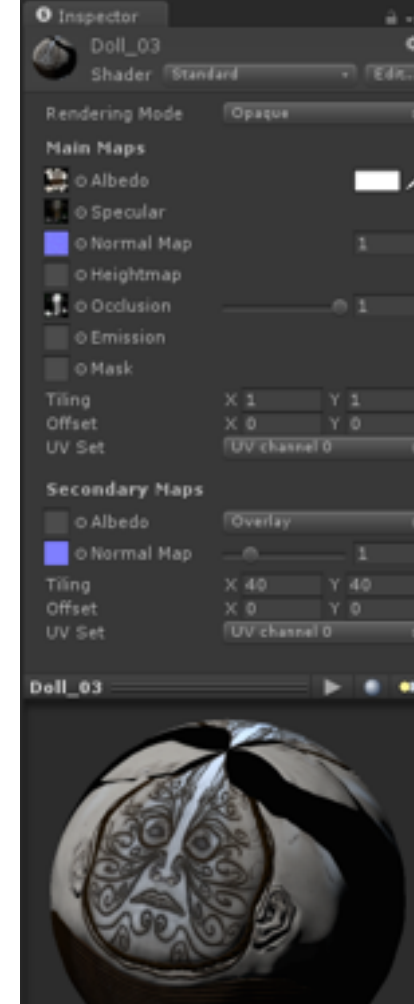 Inspector
Doll_03
Shader Standard Edit...
Rendering Mode Opaque
Main Maps
Albedo
Specular
Normal Map 1
Heightmap
Occlusion 1
Emission
Mask
Tiling X 1 Y 1
Offset X 0 Y 0
UV Set UV channel 0
Secondary Maps
Albedo Overlay
Normal Map 1
Tiling X 40 Y 40
Offset X 0 Y 0
UV Set UV channel 0
Doll_03